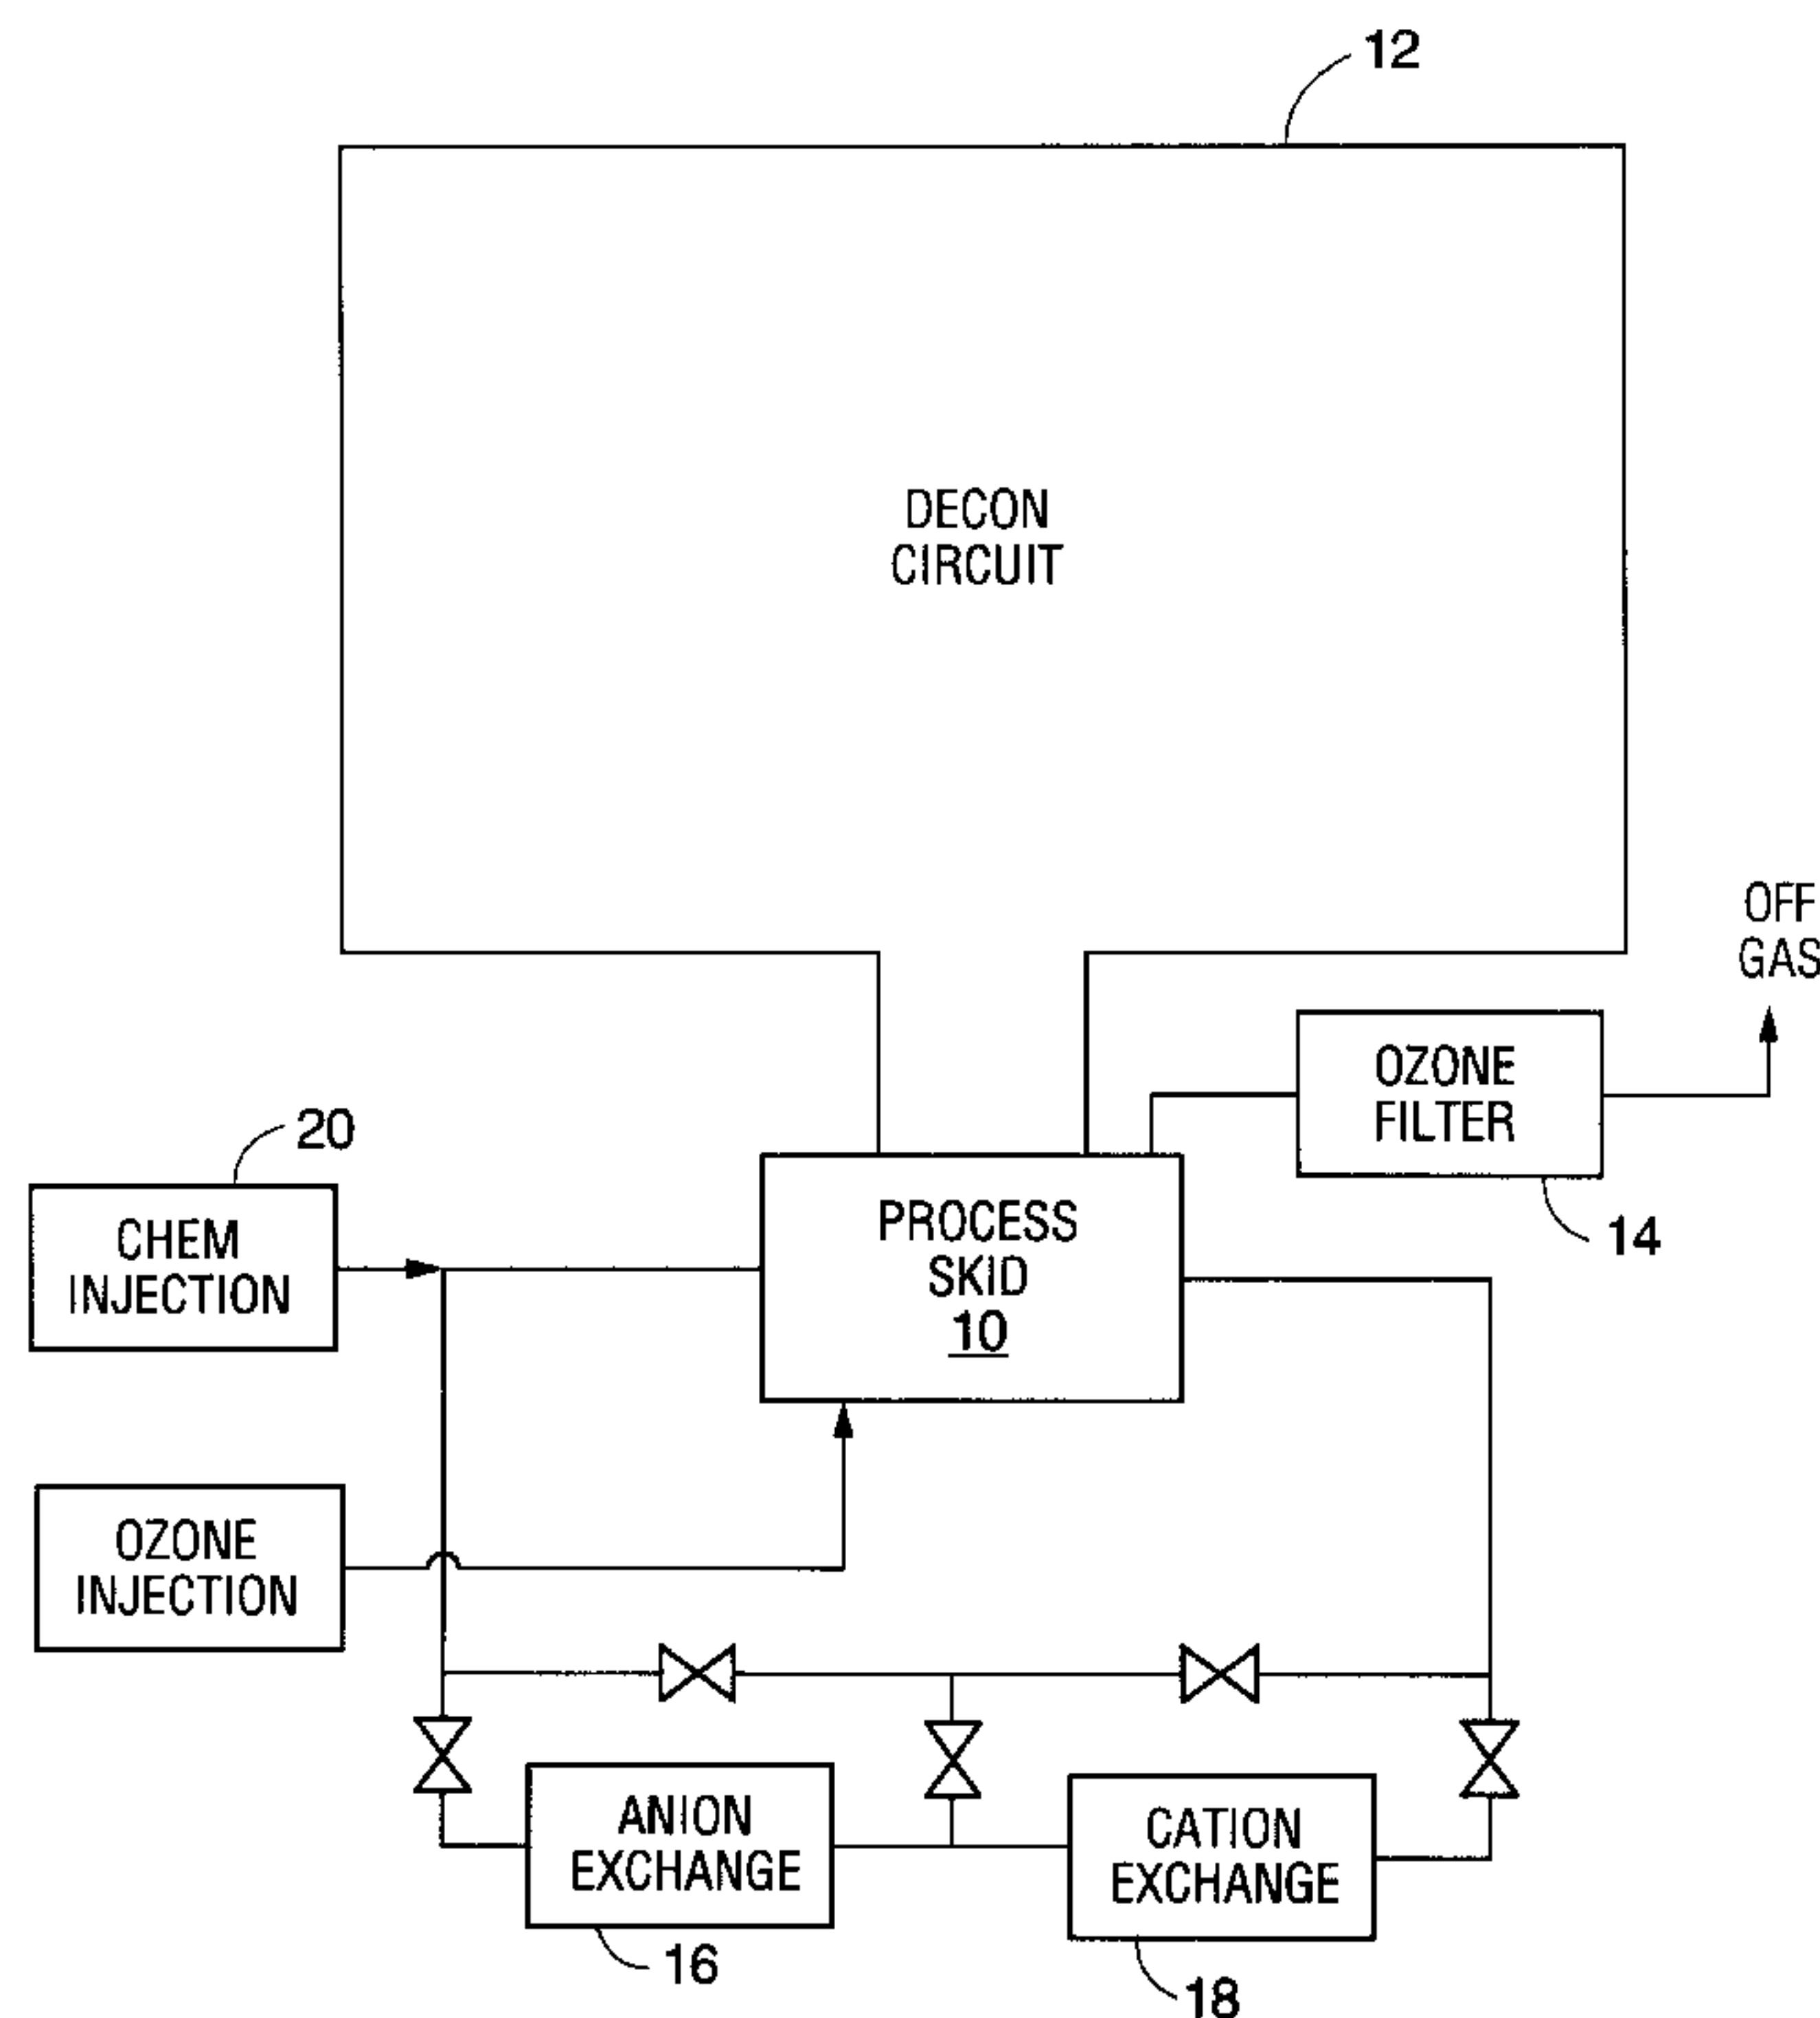 12
DECON
CIRCUIT
OFF
GAS
OZONE
FILTER
14
20
CHEM
INJECTION
PROCESS
SKID
10
OZONE
INJECTION
ANION
EXCHANGE
16
CATION
EXCHANGE
18